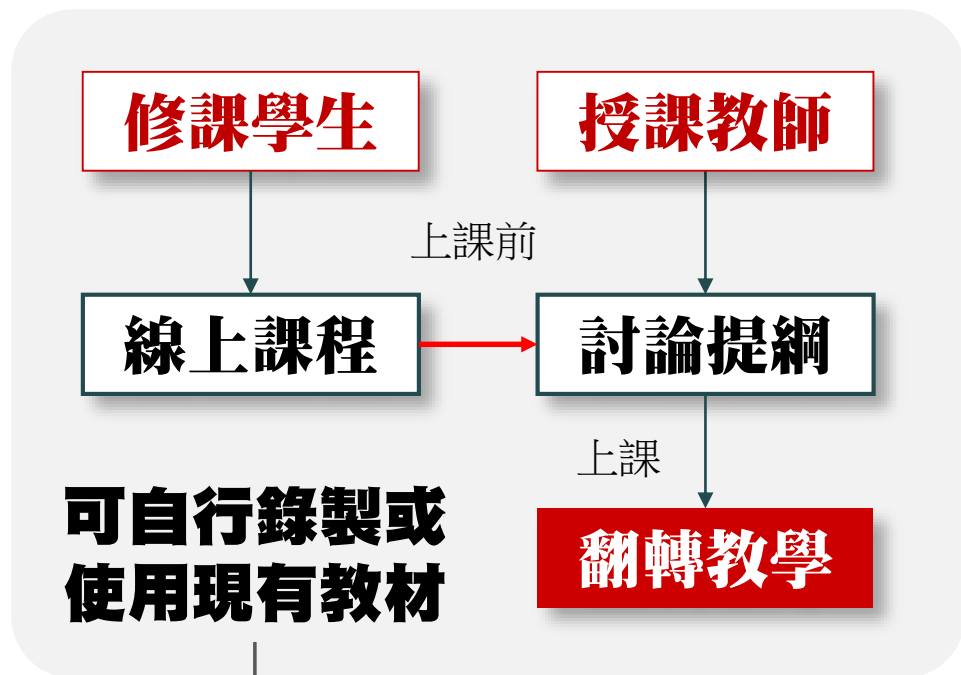 修課學生
授課教師
上課前
線上課程
討論提綱
上課
可自行錄製或
使用現有教材
翻轉教學